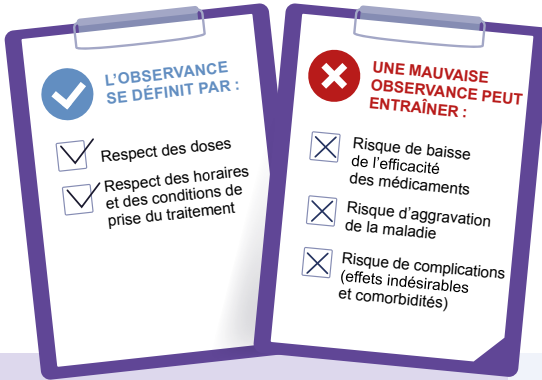 L'OBSERVANCE
SE DÉFINIT PAR :
Respect des doses
Respect des horaires
et des conditions de
prise du traitement
UNE MAUVAISE
OBSERVANCE PEUT
ENTRAÎNER :
Risque de baisse
de l'efficacité
des médicaments
Risque d'aggravation
de la maladie
Risque de complications
(effets indésirables
et comorbidités)